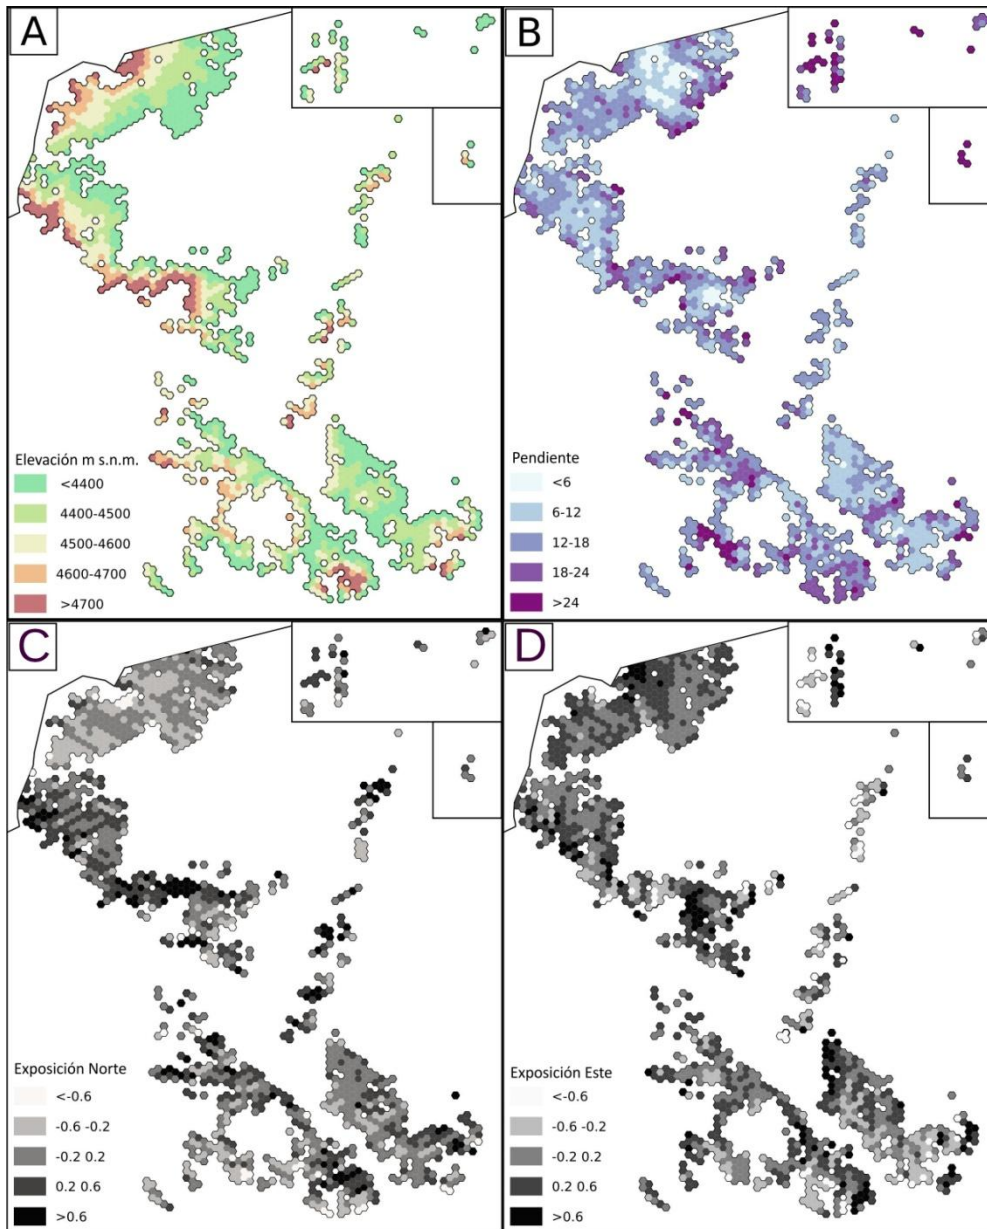 A
Elevación m s.n.m.
<4400
4400-4500
4500-4600
4600-4700
>4700
B
Pendiente
<6
6-12
12-18
18-24
>24
C
Exposición Norte
<-0.6
-0.6 -0.2
-0.2 0.2
0.2 0.6
>0.6
D
Exposición Este
<-0.6
-0.6 -0.2
-0.2 0.2
0.2 0.6
>0.6